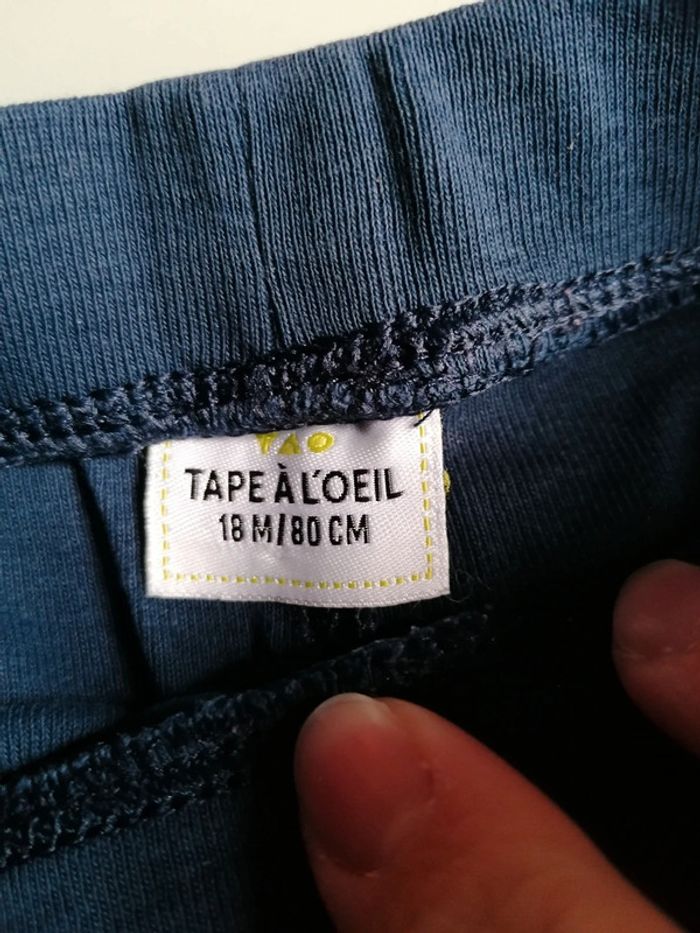 TAO
TAPE À L'OEIL
18 M/80 CM